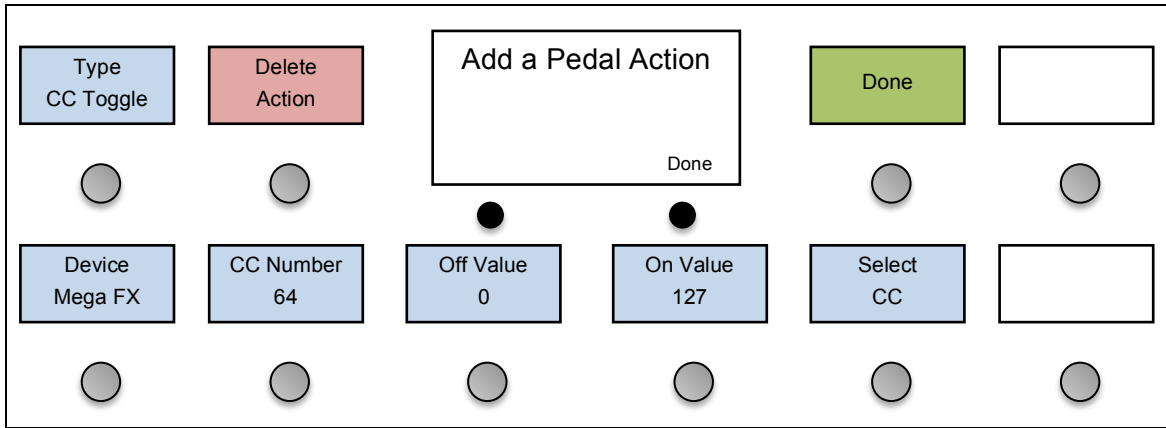 Type
CC Toggle
Delete
Action
Add a Pedal Action
Done
Done
Device
Mega FX
CC Number
64
Off Value
0
On Value
127
Select
CC